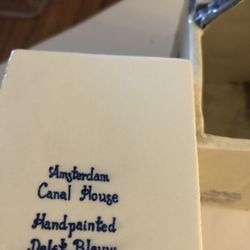 Amsterdam
Canal House
Handpainted
Delft Blauw